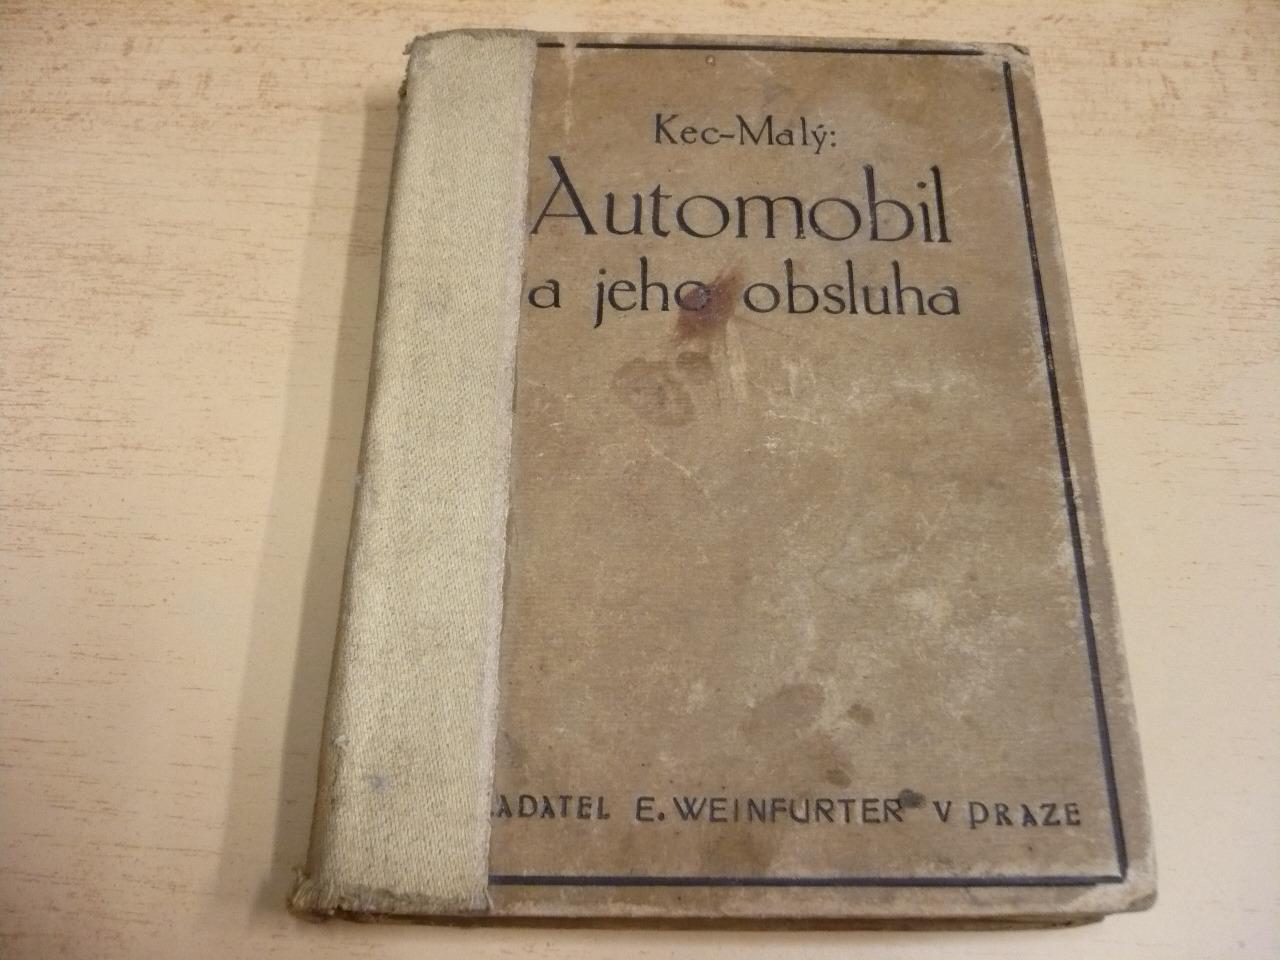 Kec-Malý:
Automobil
a jeho obsluha
ADATEL E. WEINFURTER V PRAZE